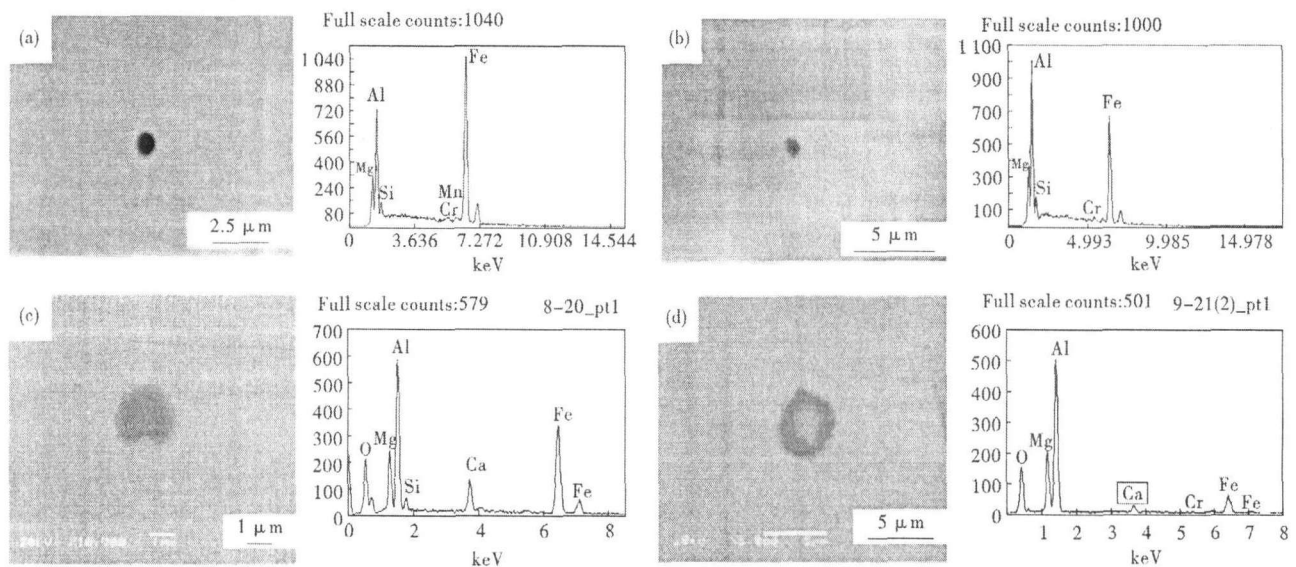 (a)
2.5 μm
Full scale counts:1040
1 040
880
720
560
400
240
80
Al
Mg
Si
Mn
Cr
Fe
0 3.636 7.272 10.908 14.544
keV
(b)
5 μm
Full scale counts:1000
1 100
900
700
500
300
100
Al
Mg
Si
Cr
Fe
0 4.993 9.985 14.978
keV
(c)
1 μm
Full scale counts:579 8-20_pt1
700
600
500
400
300
200
100
0
Al
O
Mg
Si
Ca
Fe
Fe
0 2 4 6 8
keV
(d)
5 μm
Full scale counts:501 9-21(2)_pt1
600
500
400
300
200
100
0
Al
O
Mg
Ca
Cr
Fe
Fe
1 2 3 4 5 6 7 8
keV